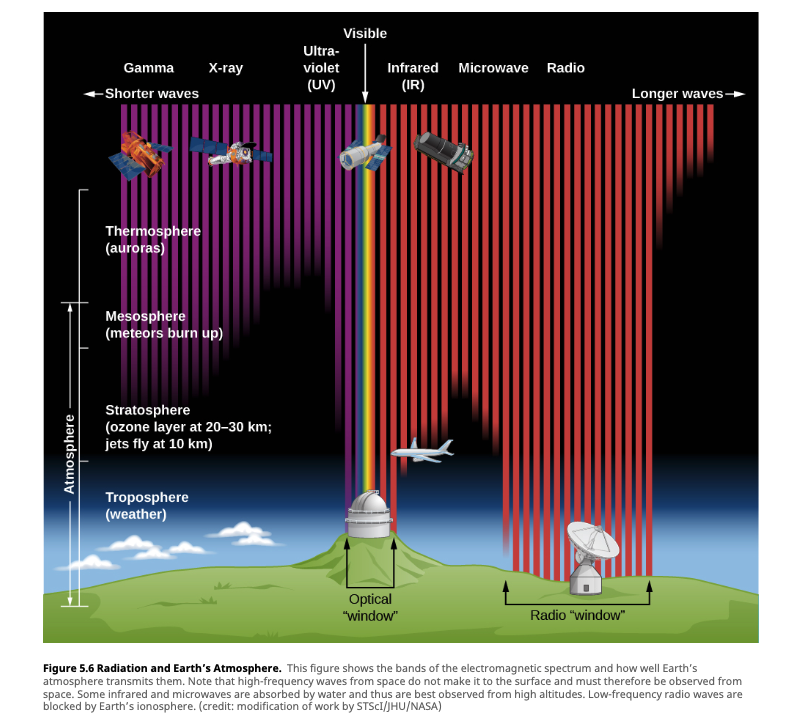 Visible
Ultra-
violet
(UV)
Gamma
X-ray
Infrared
(IR)
Microwave
Radio
Shorter waves
Longer waves
Thermosphere
(auroras)
Mesosphere
(meteors burn up)
Stratosphere
(ozone layer at 20–30 km;
jets fly at 10 km)
Atmosphere
Troposphere
(weather)
Optical
“window”
Radio “window”
Figure 5.6 Radiation and Earth’s Atmosphere. This figure shows the bands of the electromagnetic spectrum and how well Earth’s
atmosphere transmits them. Note that high-frequency waves from space do not make it to the surface and must therefore be observed from
space. Some infrared and microwaves are absorbed by water and thus are best observed from high altitudes. Low-frequency radio waves are
blocked by Earth’s ionosphere. (credit: modification of work by STScI/JHU/NASA)